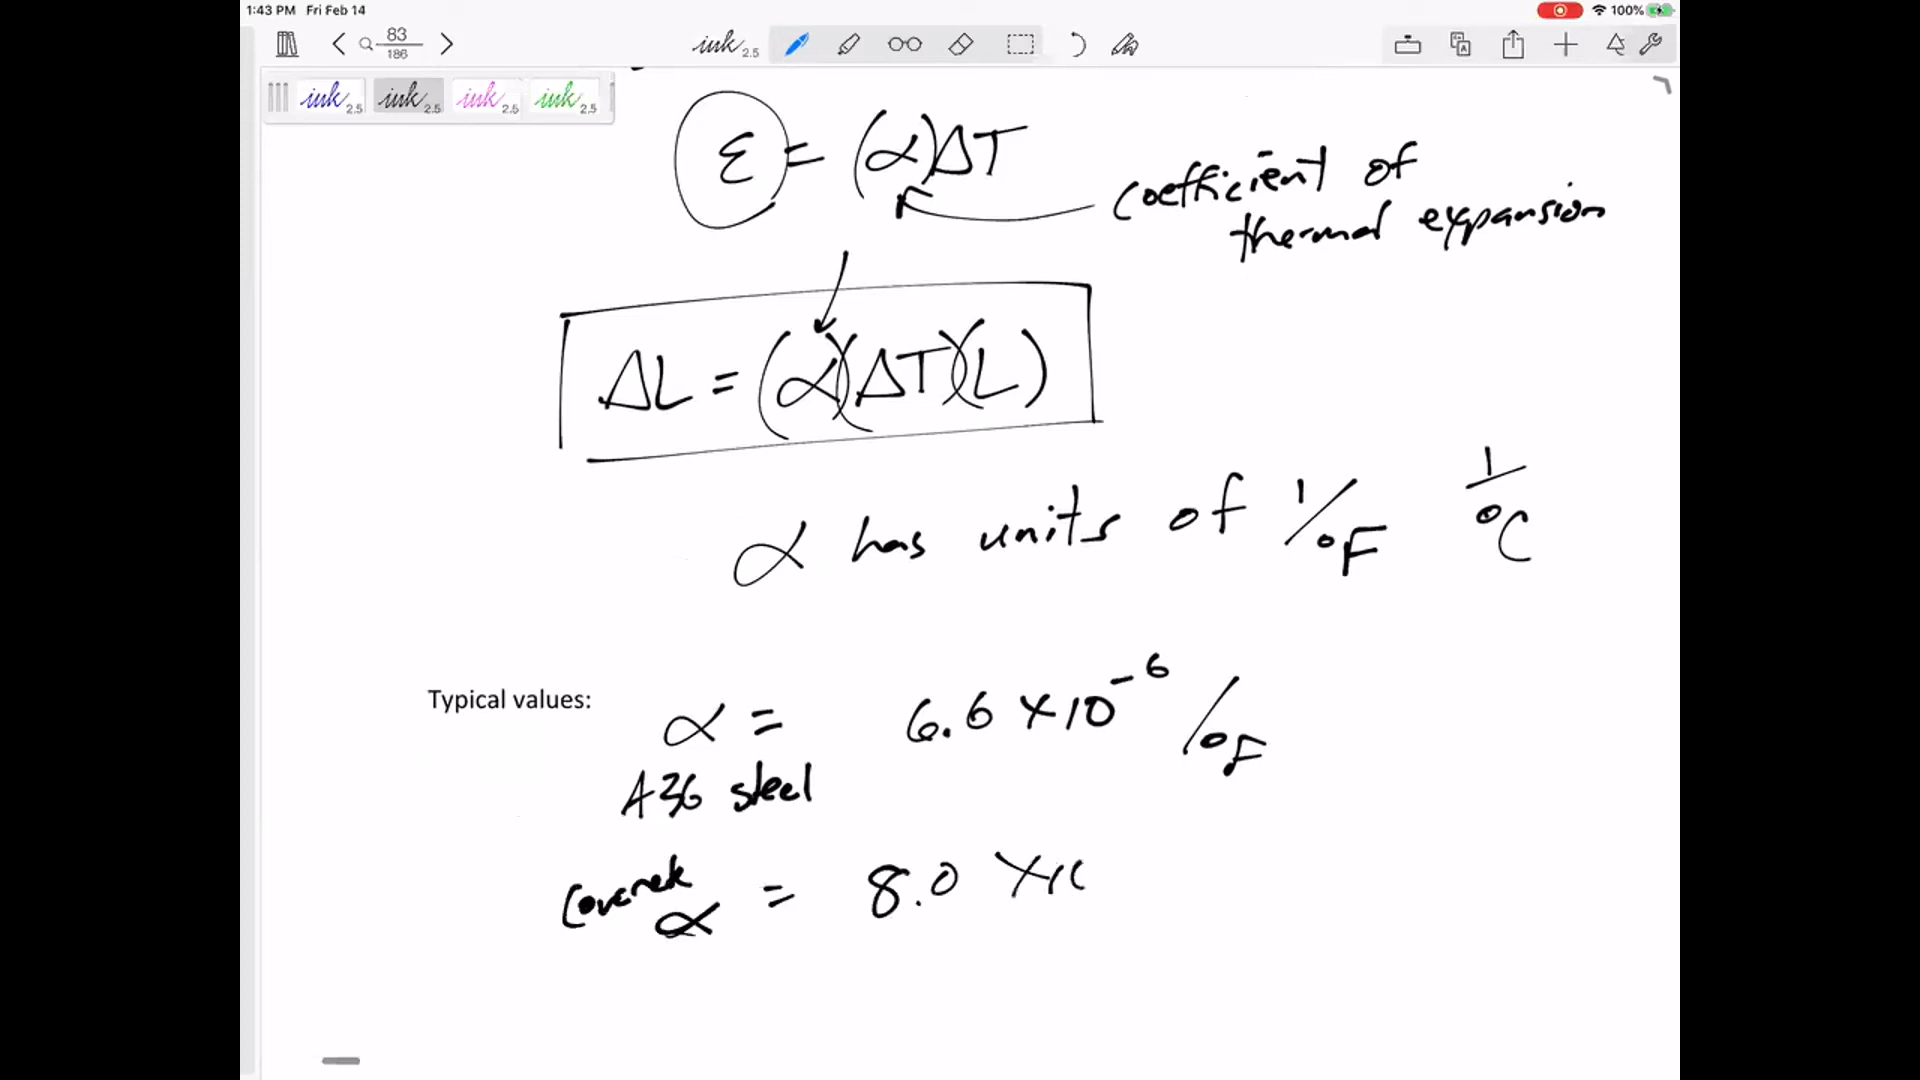 1:43 PM Fri Feb 14
100%
83
186
ink 2.5
ink 2.5 ink 2.5 ink 2.5 ink 2.5
ε = (α)ΔT
coefficient of
thermal expansion
ΔL = (α)(ΔT)(L)
α has units of 1/°F 1/°C
Typical values:
α = 6.6 x10⁻⁶ /°F
A36 steel
Concrete
α = 8.0 x10